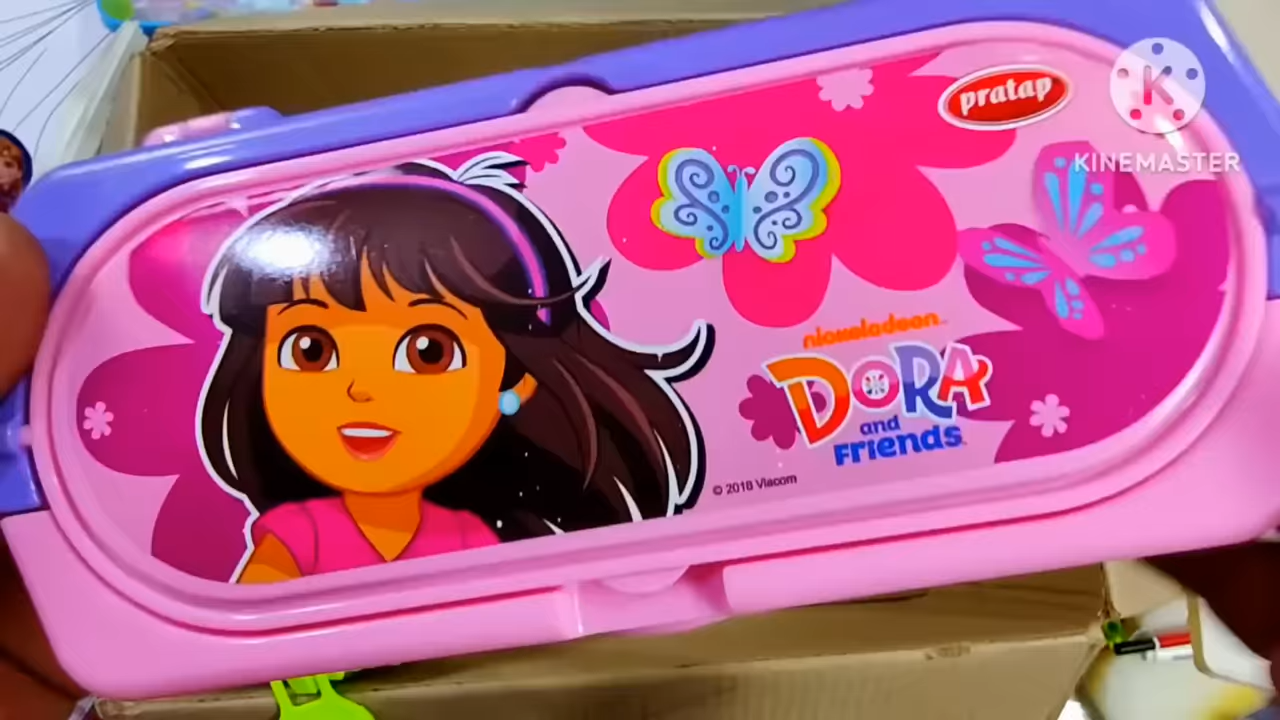 pratap
K
KINEMASTER
nickelodeon
DORA
and
Friends
© 2018 Viacom